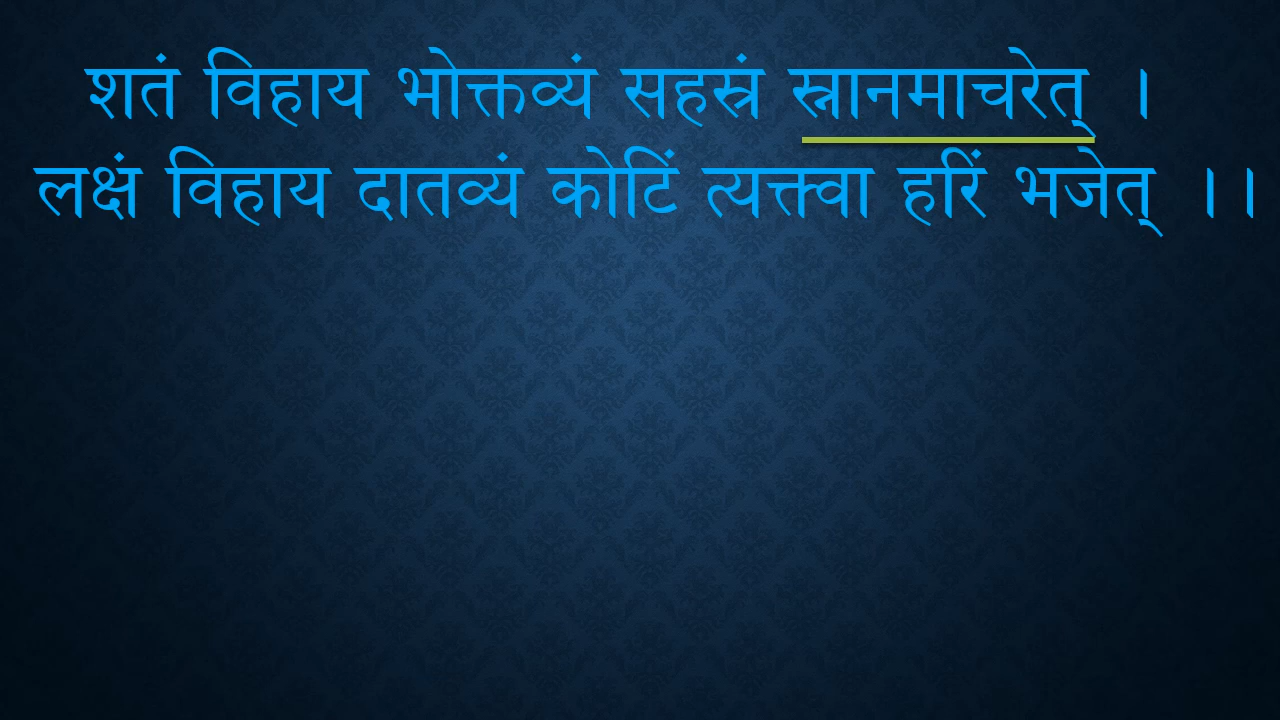 शतं विहाय भोक्तव्यं सहस्रं स्नानमाचरेत् ।
लक्षं विहाय दातव्यं कोटिं त्यक्त्वा हरिं भजेत् ।।